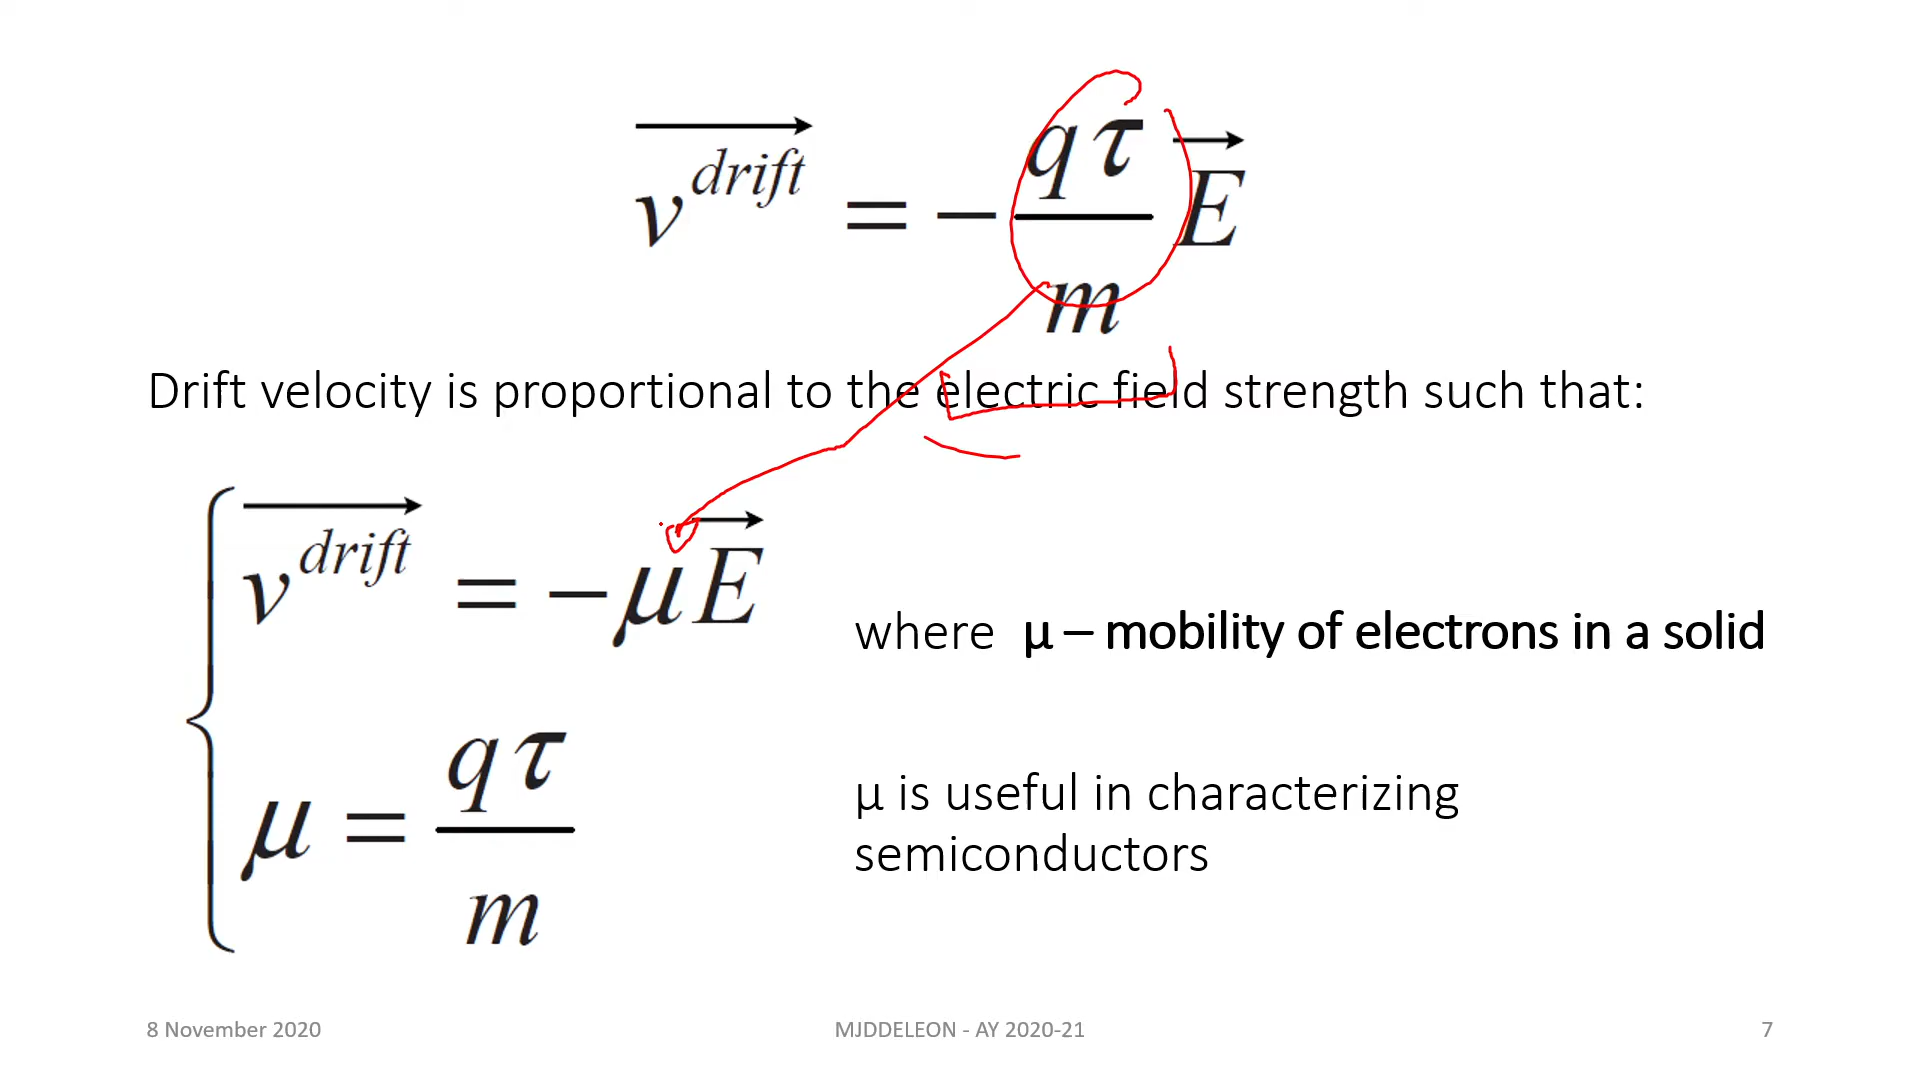 v^drift = − qτ/m E
Drift velocity is proportional to the electric field strength such that:
v^drift = −μE
where μ – mobility of electrons in a solid
μ = qτ/m
μ is useful in characterizing
semiconductors
8 November 2020 MJDDELEON - AY 2020-21 7